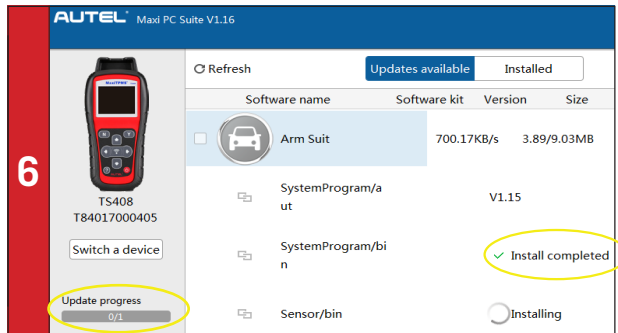 AUTEL Maxi PC Suite V1.16
6
Refresh
Updates available Installed
Software name Software kit Version Size
Arm Suit 700.17KB/s 3.89/9.03MB
TS408
T84017000405
SystemProgram/a
ut
V1.15
Switch a device
SystemProgram/bi
n
Install completed
Update progress
0/1
Sensor/bin Installing